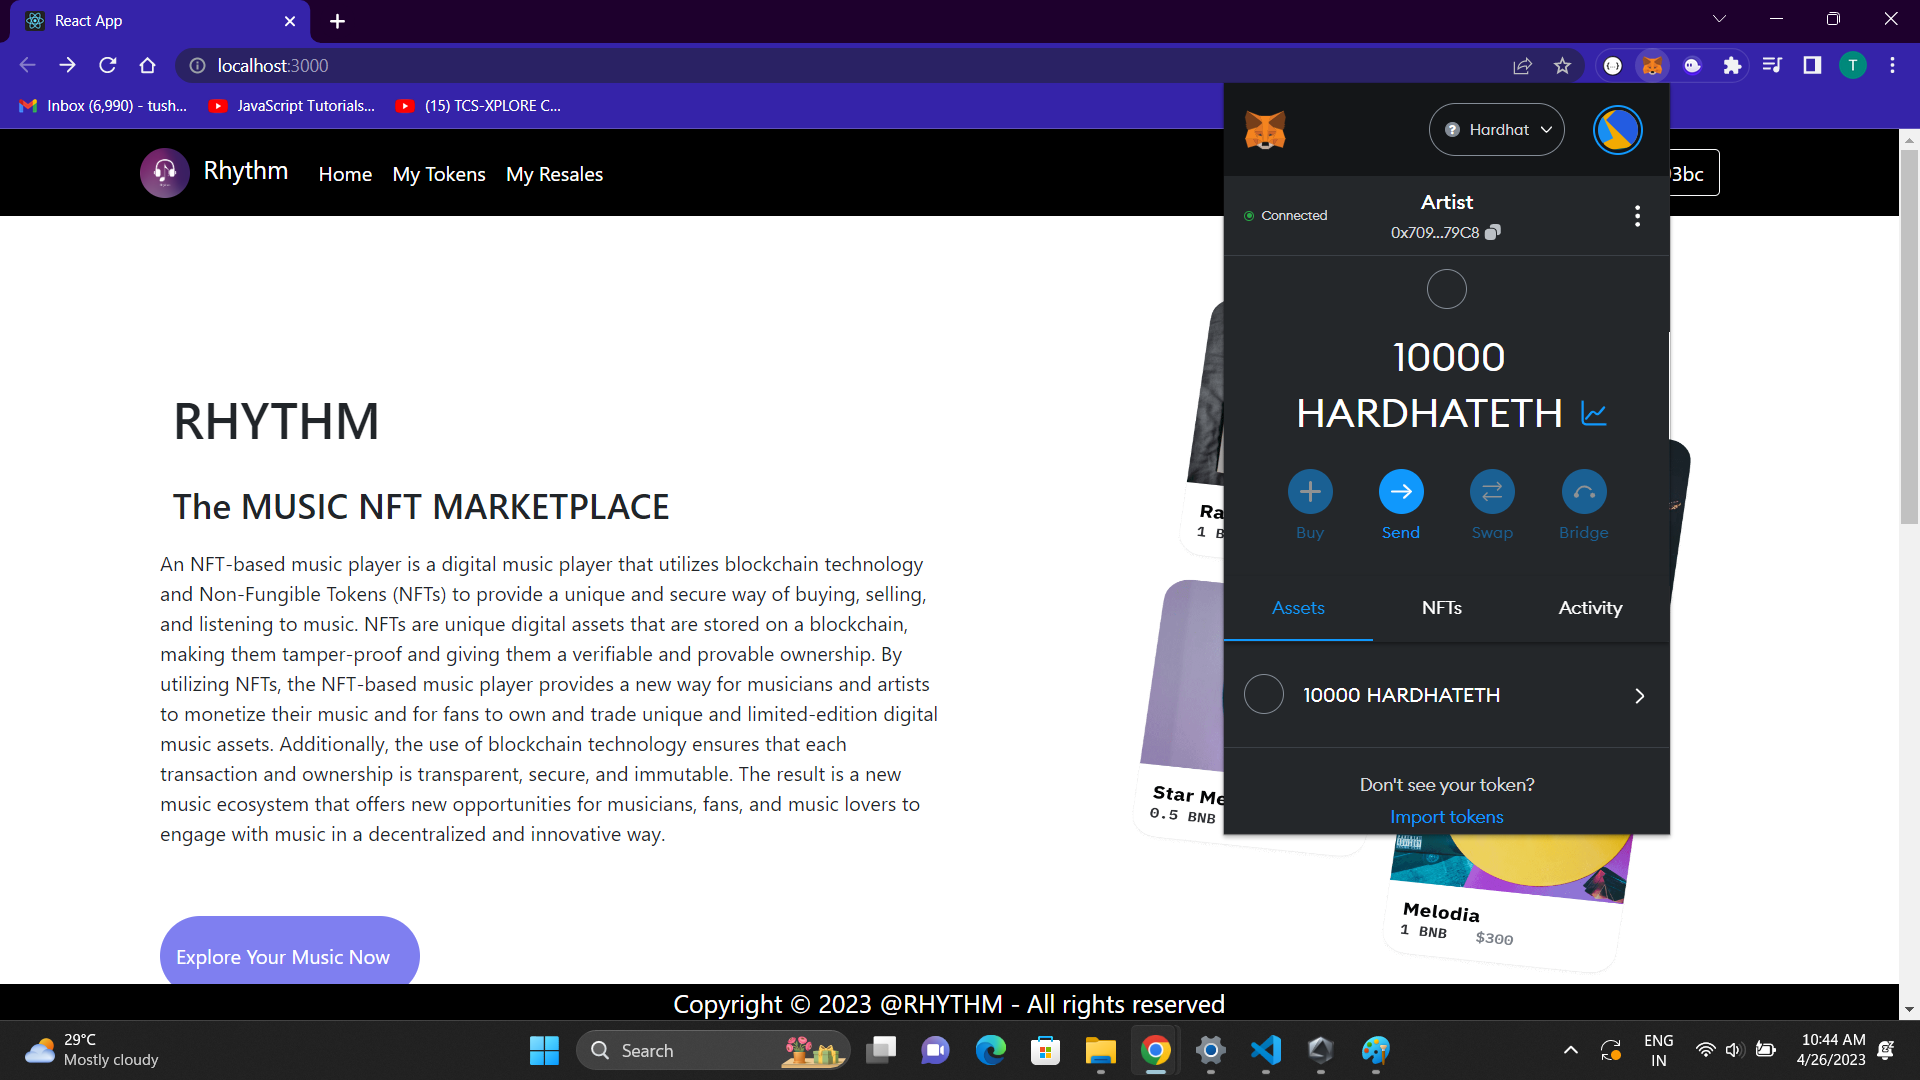 React App
localhost:3000
Inbox (6,990) - tush...
JavaScript Tutorials...
(15) TCS-XPLORE C...
T
Rhythm
Home
My Tokens
My Resales
3bc
Hardhat
Connected
Artist
0x709...79C8
10000
HARDHATETH
Buy
Send
Swap
Bridge
Assets
NFTs
Activity
10000 HARDHATETH
Don't see your token?
Import tokens
RHYTHM
The MUSIC NFT MARKETPLACE
An NFT-based music player is a digital music player that utilizes blockchain technology
and Non-Fungible Tokens (NFTs) to provide a unique and secure way of buying, selling,
and listening to music. NFTs are unique digital assets that are stored on a blockchain,
making them tamper-proof and giving them a verifiable and provable ownership. By
utilizing NFTs, the NFT-based music player provides a new way for musicians and artists
to monetize their music and for fans to own and trade unique and limited-edition digital
music assets. Additionally, the use of blockchain technology ensures that each
transaction and ownership is transparent, secure, and immutable. The result is a new
music ecosystem that offers new opportunities for musicians, fans, and music lovers to
engage with music in a decentralized and innovative way.
Explore Your Music Now
Ra
1 B
Star Me
0.5 BNB
Melodia
1 BNB $300
Copyright © 2023 @RHYTHM - All rights reserved
29°C
Mostly cloudy
Search
ENG
IN
10:44 AM
4/26/2023